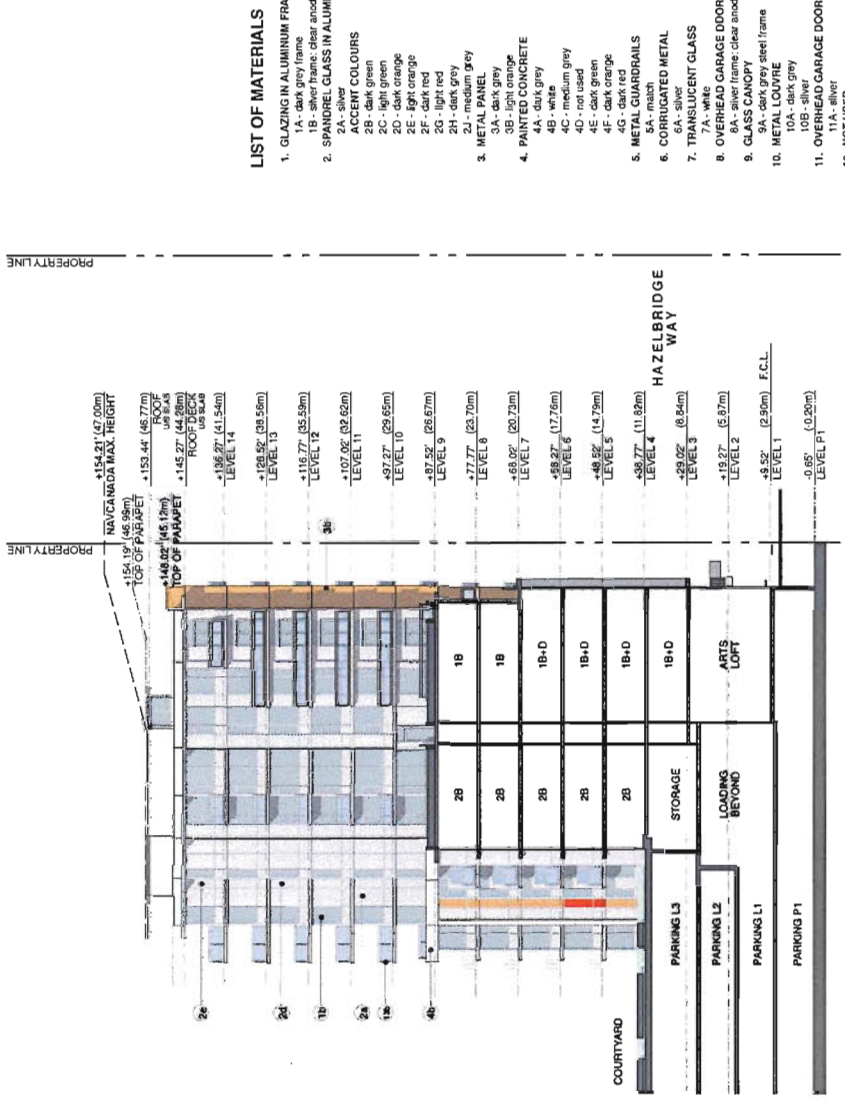 PROPERTY LINE
PROPERTY LINE
+154.21' (47.00m)
NAVCANADA MAX. HEIGHT
+154.19' (46.99m)
TOP OF PARAPET
+153.44' (46.77m)
ROOF
U/S SLAB
+148.02' (45.12m)
TOP OF PARAPET
+145.27' (44.28m)
ROOF DECK
U/S SLAB
+136.27' (41.54m)
LEVEL 14
+126.52' (38.56m)
LEVEL 13
+116.77' (35.59m)
LEVEL 12
+107.02' (32.62m)
LEVEL 11
+97.27' (29.65m)
LEVEL 10
+87.52' (26.67m)
LEVEL 9
+77.77' (23.70m)
LEVEL 8
+68.02' (20.73m)
LEVEL 7
+58.27' (17.76m)
LEVEL 6
+48.52' (14.79m)
LEVEL 5
+38.77' (11.82m)
LEVEL 4
+29.02' (8.84m)
LEVEL 3
+19.27' (5.87m)
LEVEL 2
+9.52' (2.90m) F.C.L.
LEVEL 1
-0.65' (-0.20m)
LEVEL P1
HAZELBRIDGE
WAY
3b
2e
2d
1b
2a
4b
2B 1B
2B 1B
2B 1B+D
2B 1B+D
2B 1B+D
STORAGE 1B+D
LOADING
BEYOND
ARTS
LOFT
COURTYARD
PARKING L3
PARKING L2
PARKING L1
PARKING P1
LIST OF MATERIALS
1. GLAZING IN ALUMINUM FRA
1A - dark grey frame
1B - silver frame: clear anod
2. SPANDREL GLASS IN ALUMI
2A - silver
ACCENT COLOURS
2B - dark green
2C - light green
2D - dark orange
2E - light orange
2F - dark red
2G - light red
2H - dark grey
2J - medium grey
3. METAL PANEL
3A - dark grey
3B - light orange
4. PAINTED CONCRETE
4A - dark grey
4B - white
4C - medium grey
4D - not used
4E - dark green
4F - dark orange
4G - dark red
5. METAL GUARDRAILS
5A - match
6. CORRUGATED METAL
6A - silver
7. TRANSLUCENT GLASS
7A - white
8. OVERHEAD GARAGE DDOR
8A - silver frame: clear anod
9. GLASS CANOPY
9A - dark grey steel frame
10. METAL LOUVRE
10A - dark grey
10B - silver
11. OVERHEAD GARAGE DOOR
11A - silver